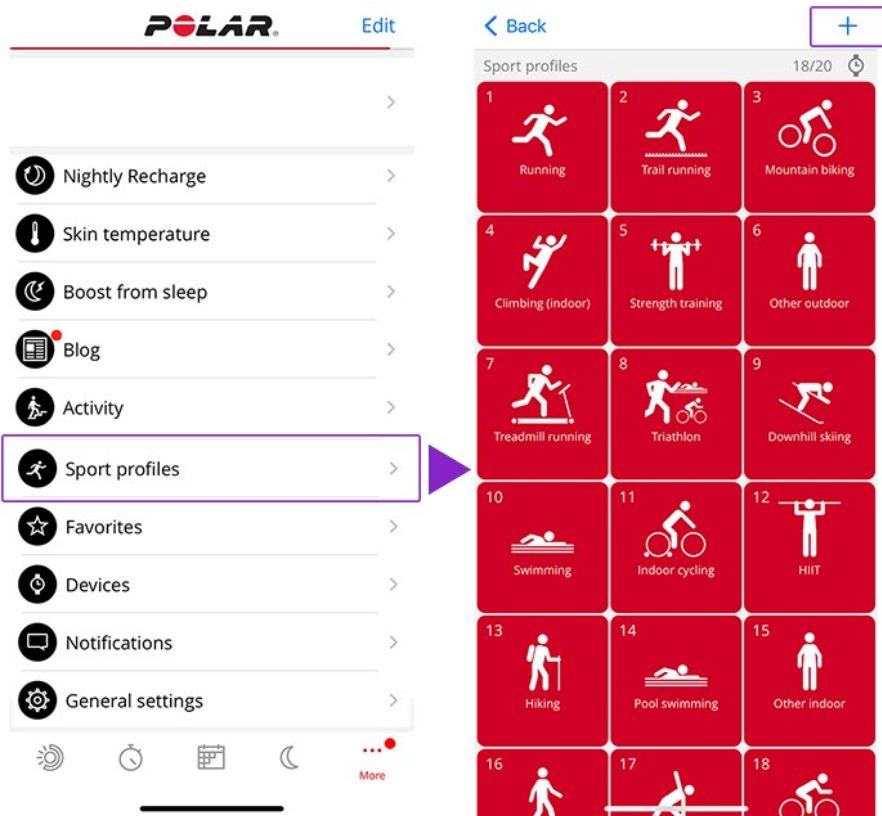 POLAR.
Edit
Nightly Recharge
Skin temperature
Boost from sleep
Blog
Activity
Sport profiles
Favorites
Devices
Notifications
General settings
More
Back
+
Sport profiles
18/20
1
Running
2
Trail running
3
Mountain biking
4
Climbing (indoor)
5
Strength training
6
Other outdoor
7
Treadmill running
8
Triathlon
9
Downhill skiing
10
Swimming
11
Indoor cycling
12
HIIT
13
Hiking
14
Pool swimming
15
Other indoor
16
17
18